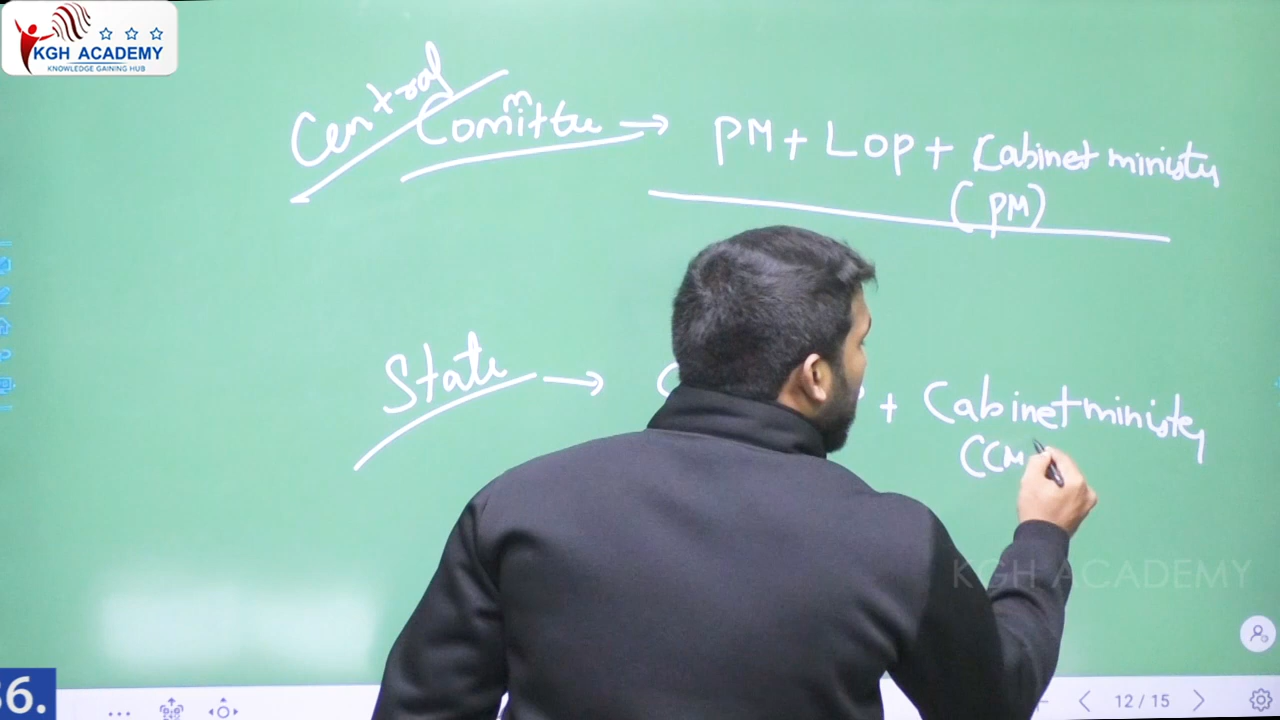 KGH ACADEMY
KNOWLEDGE GAINING HUB
Central Comittee → PM + LOP + Cabinet ministry
(PM)
State → + Cabinet ministry
(CM
KGH ACADEMY
36.
12 / 15